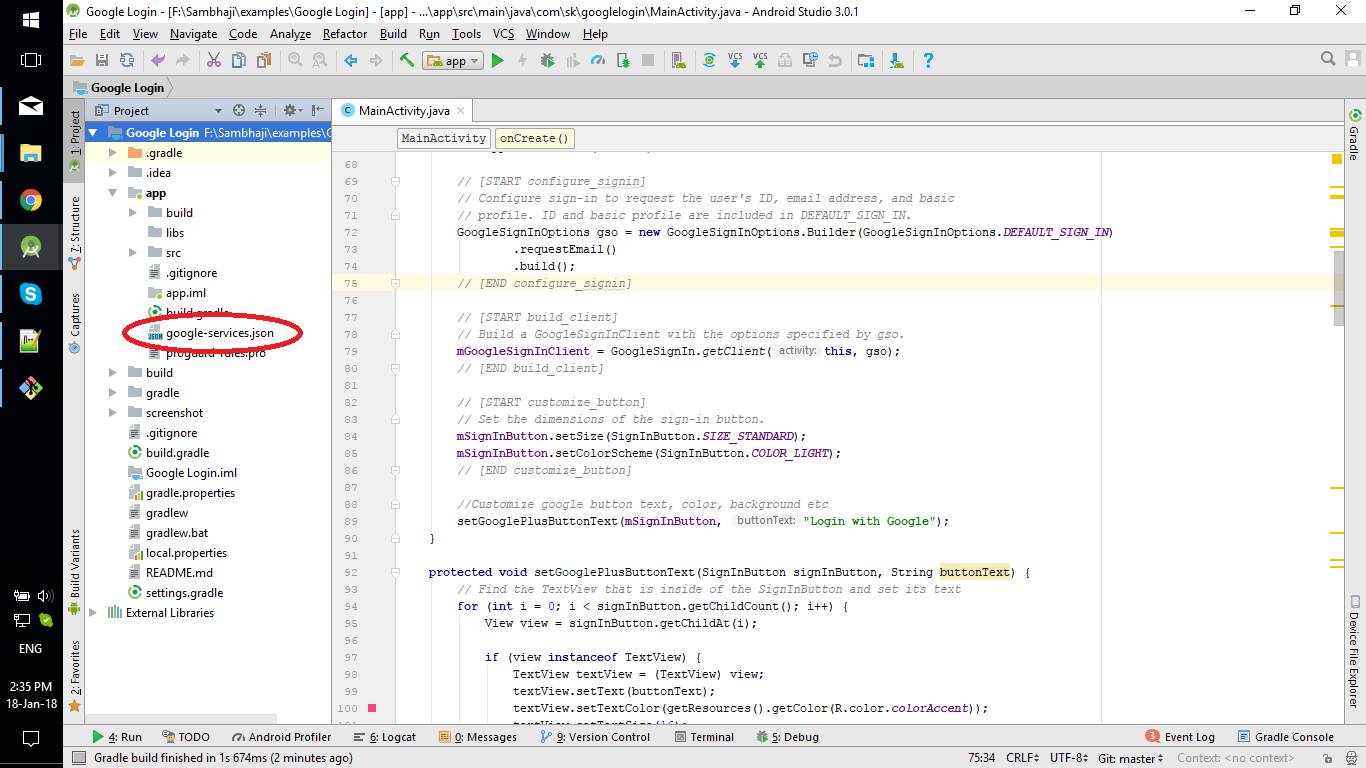 Google Login - [F:\Sambhaji\examples\Google Login] - [app] - ...\app\src\main\java\com\sk\googlelogin\MainActivity.java - Android Studio 3.0.1
File Edit View Navigate Code Analyze Refactor Build Run Tools VCS Window Help
app VCS VCS
Google Login
Project
MainActivity.java
MainActivity onCreate()
1: Project
7: Structure
Captures
Build Variants
2: Favorites
Google Login F:\Sambhaji\examples\G
.gradle
.idea
app
build
libs
src
.gitignore
app.iml
build.gradle
JSON google-services.json
proguard-rules.pro
build
gradle
screenshot
.gitignore
build.gradle
Google Login.iml
gradle.properties
gradlew
gradlew.bat
local.properties
README.md
settings.gradle
External Libraries
68
69 // [START configure_signin]
70 // Configure sign-in to request the user's ID, email address, and basic
71 // profile. ID and basic profile are included in DEFAULT_SIGN_IN.
72 GoogleSignInOptions gso = new GoogleSignInOptions.Builder(GoogleSignInOptions.DEFAULT_SIGN_IN)
73 .requestEmail()
74 .build();
75 // [END configure_signin]
76
77 // [START build_client]
78 // Build a GoogleSignInClient with the options specified by gso.
79 mGoogleSignInClient = GoogleSignIn.getClient( activity: this, gso);
80 // [END build_client]
81
82 // [START customize_button]
83 // Set the dimensions of the sign-in button.
84 mSignInButton.setSize(SignInButton.SIZE_STANDARD);
85 mSignInButton.setColorScheme(SignInButton.COLOR_LIGHT);
86 // [END customize_button]
87
88 //Customize google button text, color, background etc
89 setGooglePlusButtonText(mSignInButton, buttonText: "Login with Google");
90 }
91
92 protected void setGooglePlusButtonText(SignInButton signInButton, String buttonText) {
93 // Find the TextView that is inside of the SignInButton and set its text
94 for (int i = 0; i < signInButton.getChildCount(); i++) {
95 View view = signInButton.getChildAt(i);
96
97 if (view instanceof TextView) {
98 TextView textView = (TextView) view;
99 textView.setText(buttonText);
100 textView.setTextColor(getResources().getColor(R.color.colorAccent));
Gradle
Device File Explorer
ENG
2:35 PM
18-Jan-18
4: Run TODO Android Profiler 6: Logcat 0: Messages 9: Version Control Terminal 5: Debug 3 Event Log Gradle Console
Gradle build finished in 1s 674ms (2 minutes ago) 75:34 CRLF UTF-8 Git: master Context: <no context>